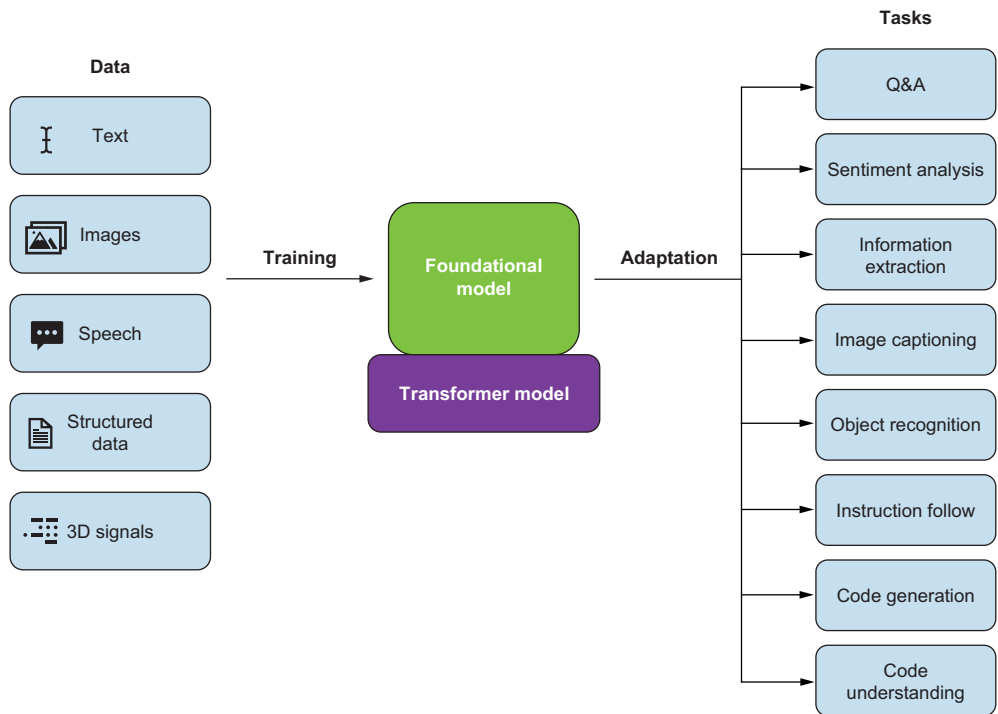 Data
Text
Images
Speech
Structured
data
3D signals
Training
Foundational
model
Transformer model
Adaptation
Tasks
Q&A
Sentiment analysis
Information
extraction
Image captioning
Object recognition
Instruction follow
Code generation
Code
understanding